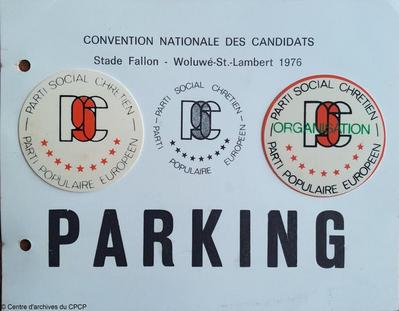 CONVENTION NATIONALE DES CANDIDATS
Stade Fallon - Woluwé-St.-Lambert 1976
PARTI SOCIAL CHRETIEN
PSC
PARTI POPULAIRE EUROPEEN
PARTI SOCIAL CHRETIEN
PSC
PARTI POPULAIRE EUROPEEN
PARTI SOCIAL CHRETIEN
PSC
ORGANISATION
PARTI POPULAIRE EUROPEEN
PARKING
© Centre d'archives du CPCP